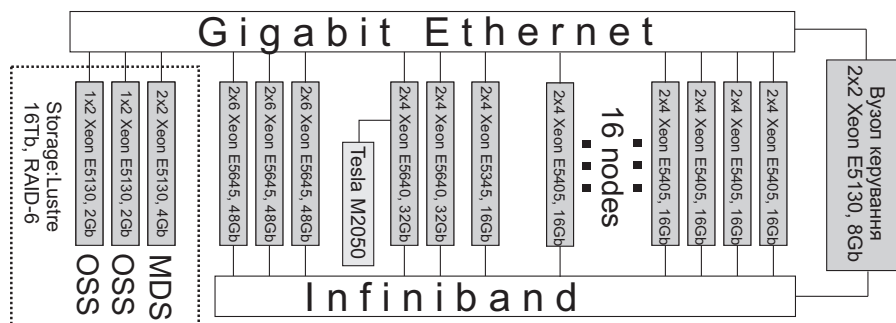 Gigabit Ethernet
Storage:Lustre
16Tb, RAID-6
1x2 Xeon E5130, 2Gb
OSS
1x2 Xeon E5130, 2Gb
OSS
2x2 Xeon E5130, 4Gb
MDS
2x6 Xeon E5645, 48Gb
2x6 Xeon E5645, 48Gb
2x6 Xeon E5645, 48Gb
Tesla M2050
2x4 Xeon E5640, 32Gb
2x4 Xeon E5640, 32Gb
2x4 Xeon E5345, 16Gb
2x4 Xeon E5405, 16Gb
16 nodes
2x4 Xeon E5405, 16Gb
2x4 Xeon E5405, 16Gb
2x4 Xeon E5405, 16Gb
2x4 Xeon E5405, 16Gb
Вузол керування
2x2 Xeon E5130, 8Gb
Infiniband